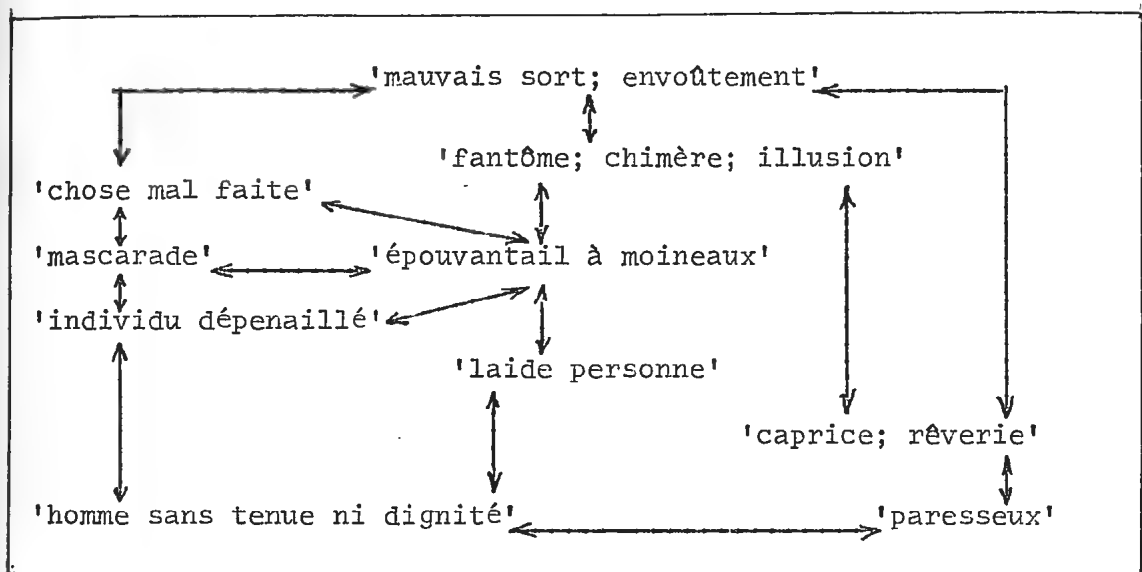 'mauvais sort; envoûtement'
'fantôme; chimère; illusion'
'chose mal faite'
'mascarade' 'épouvantail à moineaux'
'individu dépenaillé'
'laide personne'
'caprice; rêverie'
'homme sans tenue ni dignité' 'paresseux'